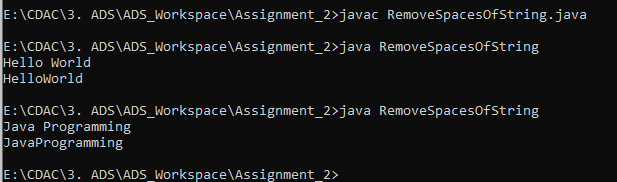 E:\CDAC\3. ADS\ADS_Workspace\Assignment_2>javac RemoveSpacesOfString.java
E:\CDAC\3. ADS\ADS_Workspace\Assignment_2>java RemoveSpacesOfString
Hello World
HelloWorld
E:\CDAC\3. ADS\ADS_Workspace\Assignment_2>java RemoveSpacesOfString
Java Programming
JavaProgramming
E:\CDAC\3. ADS\ADS_Workspace\Assignment_2>